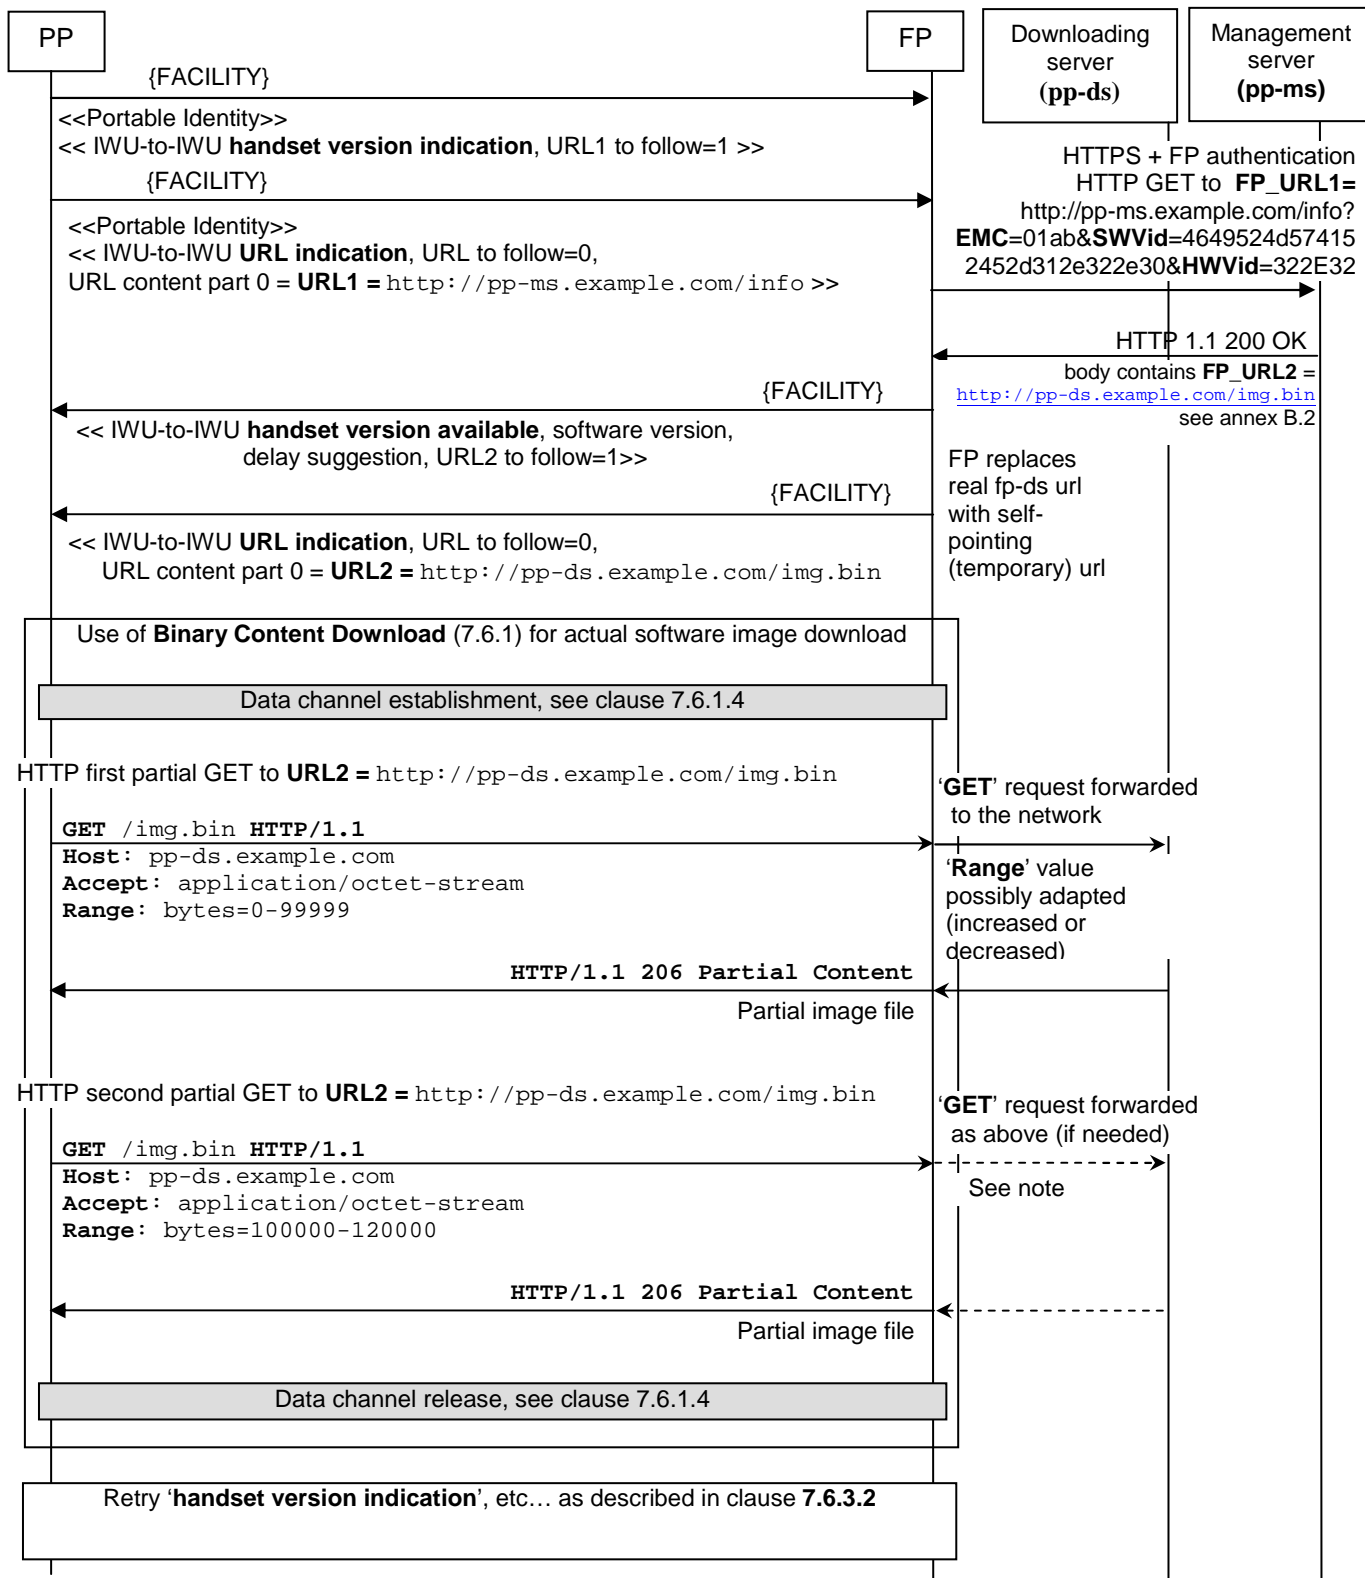 PP
FP
Downloading
server
(pp-ds)
Management
server
(pp-ms)
{FACILITY}
<<Portable Identity>>
<< IWU-to-IWU handset version indication, URL1 to follow=1 >>
{FACILITY}
<<Portable Identity>>
<< IWU-to-IWU URL indication, URL to follow=0,
URL content part 0 = URL1 = http://pp-ms.example.com/info >>
HTTPS + FP authentication
HTTP GET to FP_URL1=
http://pp-ms.example.com/info?
EMC=01ab&SWVid=4649524d57415
2452d312e322e30&HWVid=322E32
HTTP 1.1 200 OK
body contains FP_URL2 =
http://pp-ds.example.com/img.bin
see annex B.2
{FACILITY}
<< IWU-to-IWU handset version available, software version,
delay suggestion, URL2 to follow=1>>
{FACILITY}
<< IWU-to-IWU URL indication, URL to follow=0,
URL content part 0 = URL2 = http://pp-ds.example.com/img.bin
FP replaces
real fp-ds url
with self-
pointing
(temporary) url
Use of Binary Content Download (7.6.1) for actual software image download
Data channel establishment, see clause 7.6.1.4
HTTP first partial GET to URL2 = http://pp-ds.example.com/img.bin
GET /img.bin HTTP/1.1
Host: pp-ds.example.com
Accept: application/octet-stream
Range: bytes=0-99999
‘GET’ request forwarded
to the network
‘Range’ value
possibly adapted
(increased or
decreased)
HTTP/1.1 206 Partial Content
Partial image file
HTTP second partial GET to URL2 = http://pp-ds.example.com/img.bin
GET /img.bin HTTP/1.1
Host: pp-ds.example.com
Accept: application/octet-stream
Range: bytes=100000-120000
‘GET’ request forwarded
as above (if needed)
See note
HTTP/1.1 206 Partial Content
Partial image file
Data channel release, see clause 7.6.1.4
Retry ‘handset version indication’, etc… as described in clause 7.6.3.2